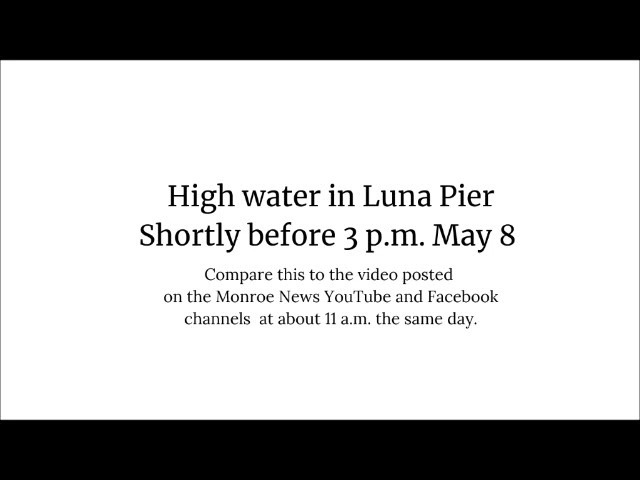 High water in Luna Pier
Shortly before 3 p.m. May 8
Compare this to the video posted
on the Monroe News YouTube and Facebook
channels  at about 11 a.m. the same day.